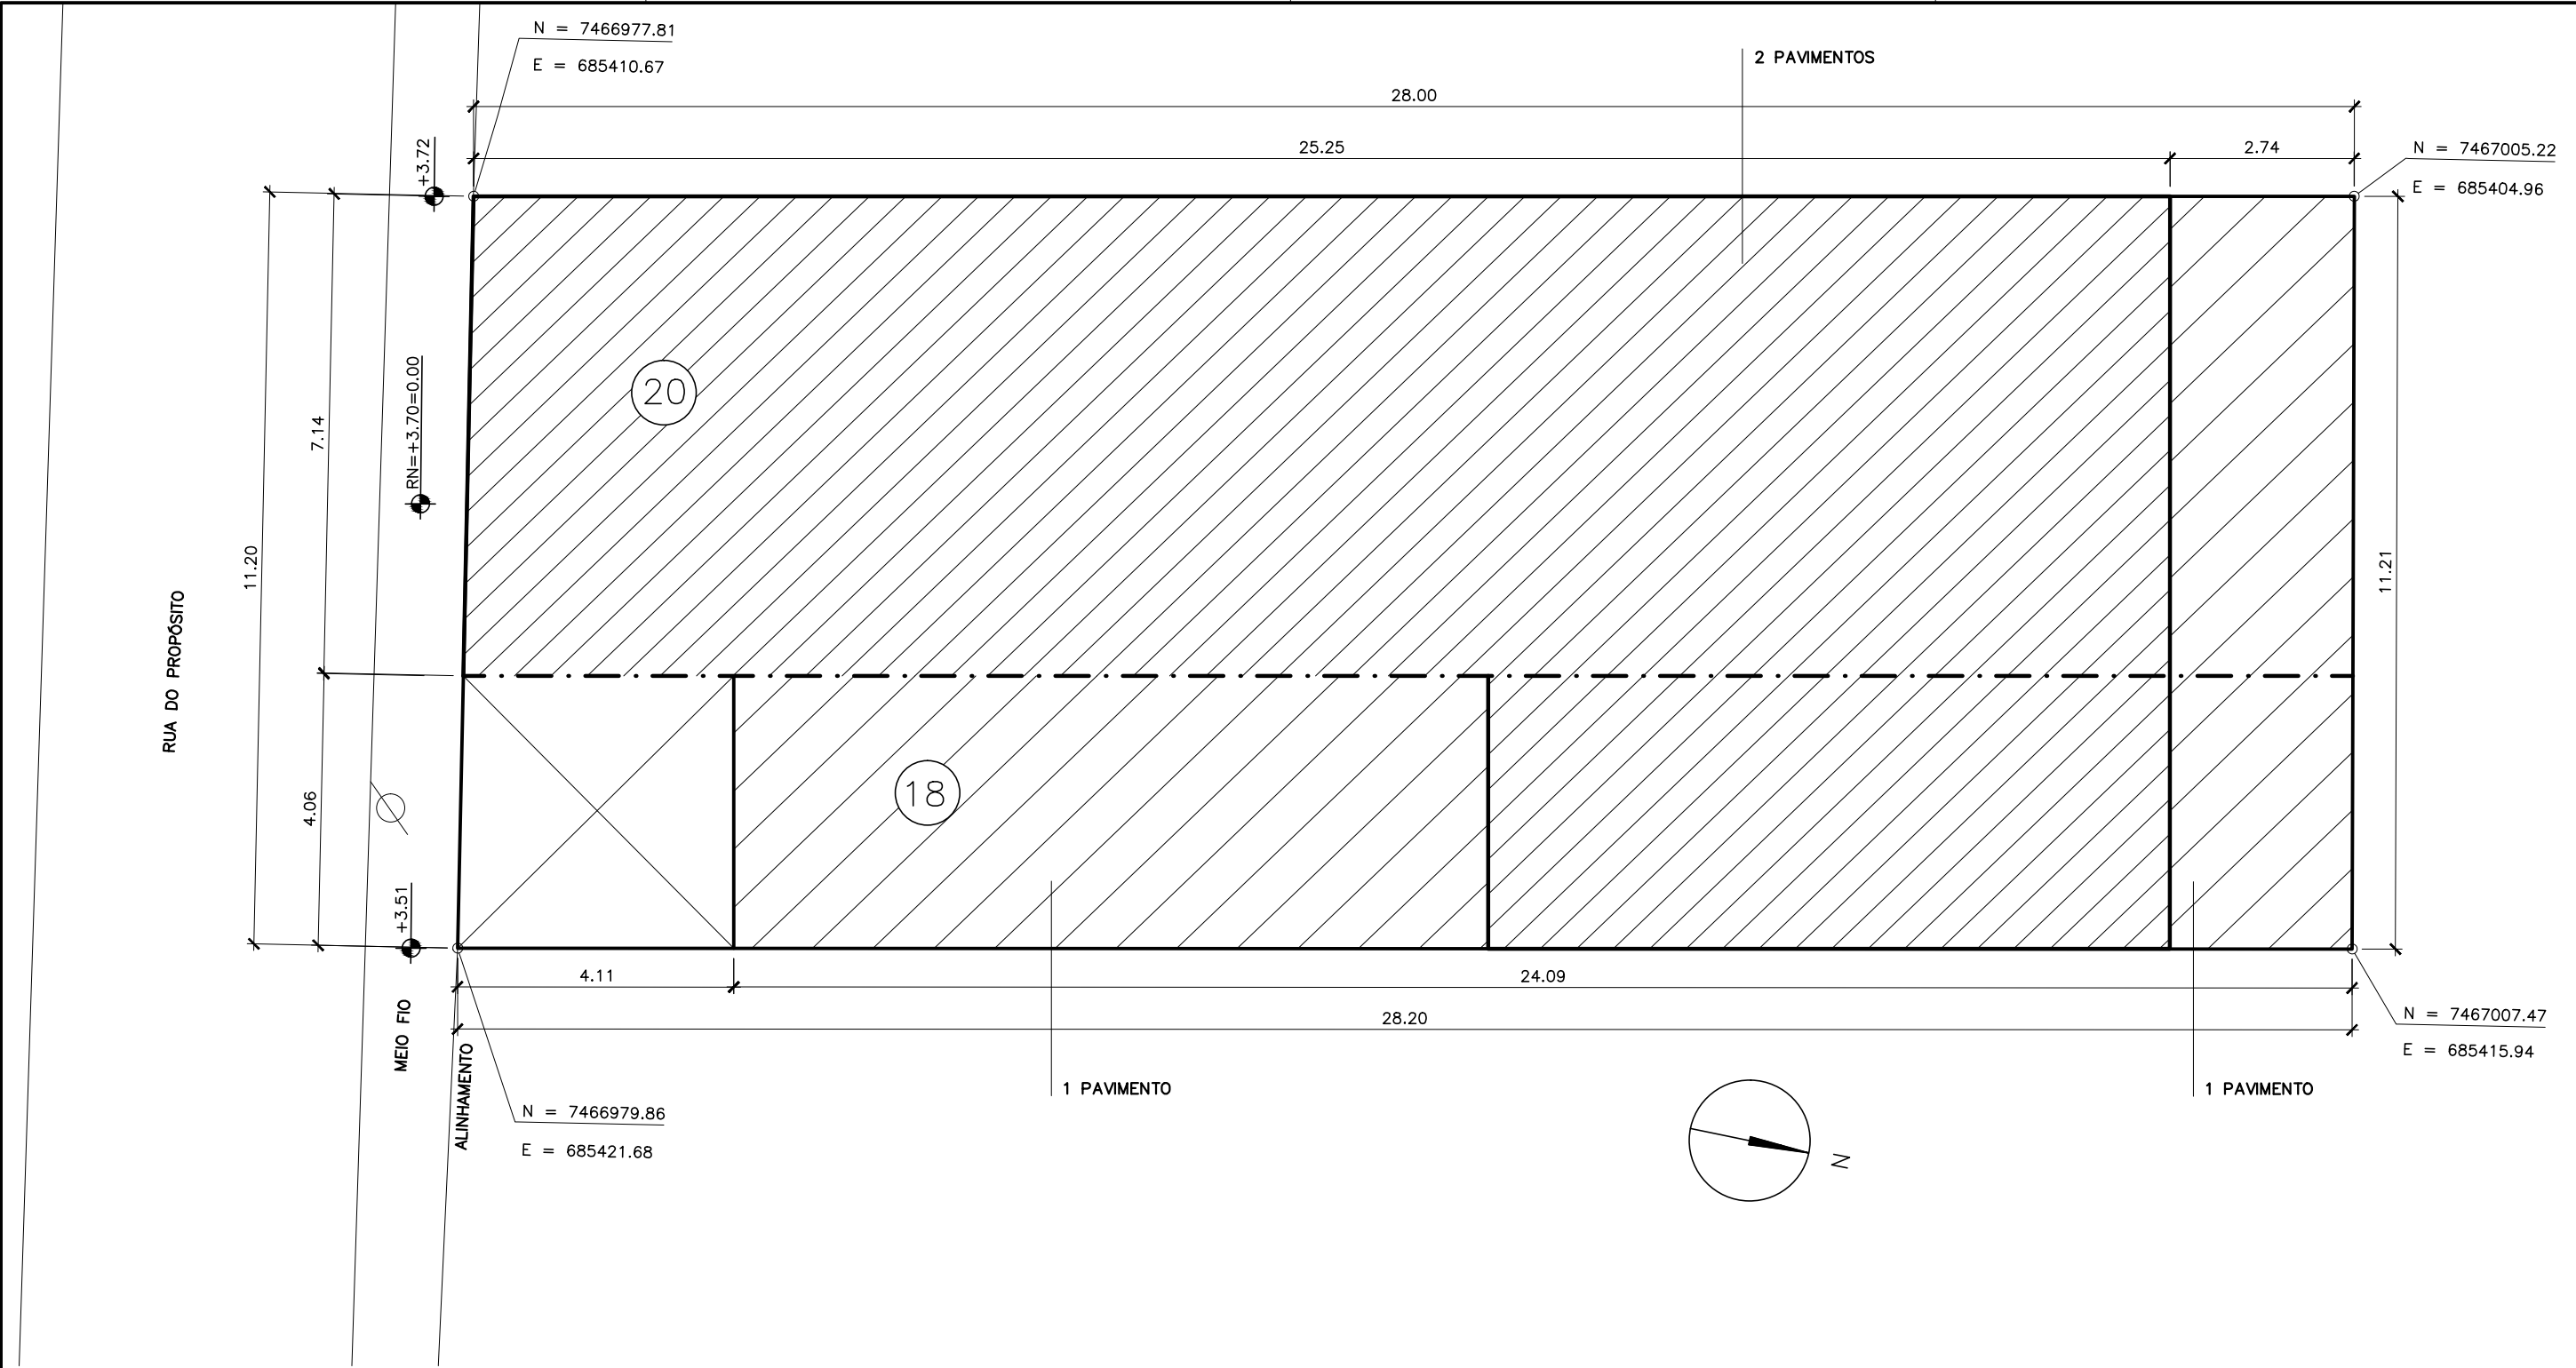 N = 7466977.81
E = 685410.67
2 PAVIMENTOS
28.00
25.25
2.74
N = 7467005.22
E = 685404.96
+3.72
20
RN=+3.70=0.00
7.14
11.20
11.21
RUA DO PROPÓSITO
18
4.06
+3.51
4.11
24.09
28.20
MEIO FIO
ALINHAMENTO
N = 7467007.47
E = 685415.94
1 PAVIMENTO
1 PAVIMENTO
N = 7466979.86
E = 685421.68
N